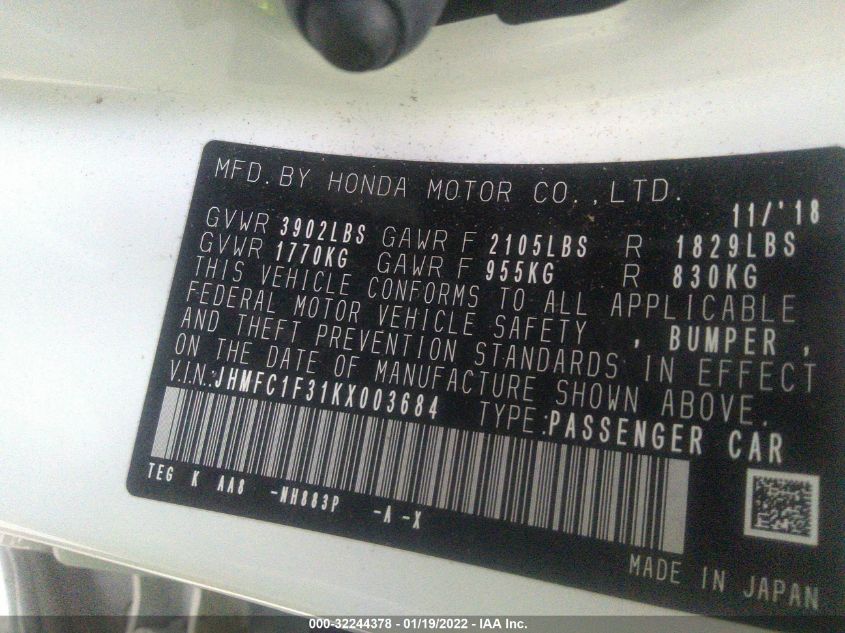 MFD. BY HONDA MOTOR CO., LTD.
11/'18
GVWR 3902LBS GAWR F 2105LBS R 1829LBS
GVWR 1770KG GAWR F 955KG R 830KG
THIS VEHICLE CONFORMS TO ALL APPLICABLE
FEDERAL MOTOR VEHICLE SAFETY , BUMPER ,
AND THEFT PREVENTION STANDARDS IN EFFECT
ON THE DATE OF MANUFACTURE SHOWN ABOVE.
V.I.N.:JHMFC1F31KX003684 TYPE:PASSENGER CAR
TEG K AA8 -NH883P -A -X
MADE IN JAPAN
000-32244378 - 01/19/2022 - IAA Inc.